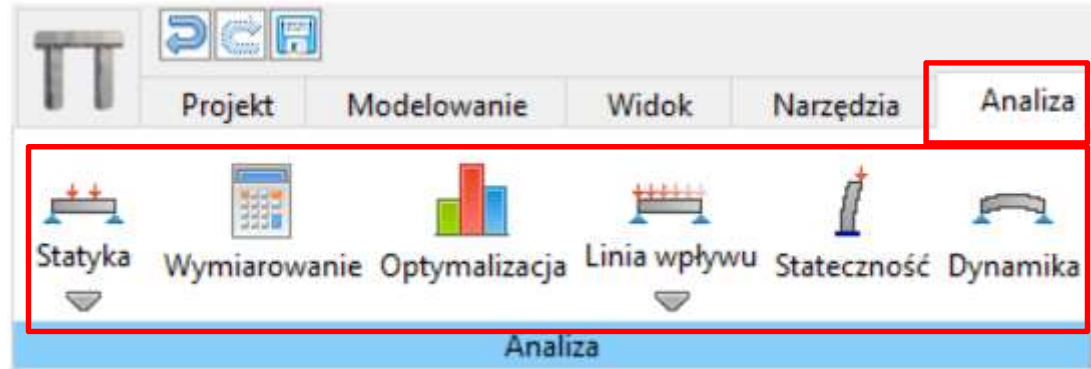 Projekt Modelowanie Widok Narzędzia Analiza
Statyka Wymiarowanie Optymalizacja Linia wpływu Stateczność Dynamika
Analiza